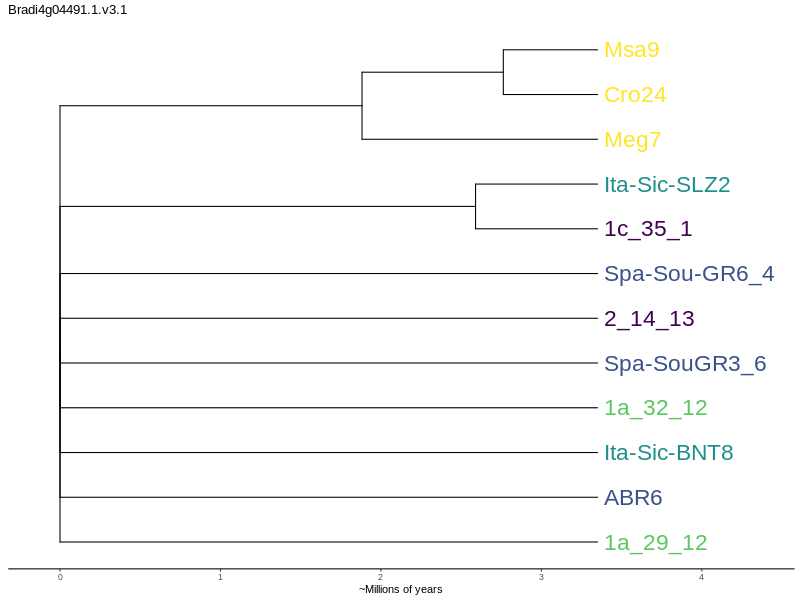 Bradi4g04491.1.v3.1
Msa9
Cro24
Meg7
Ita-Sic-SLZ2
1c_35_1
Spa-Sou-GR6_4
2_14_13
Spa-SouGR3_6
1a_32_12
Ita-Sic-BNT8
ABR6
1a_29_12
0 1 2 3 4
~Millions of years